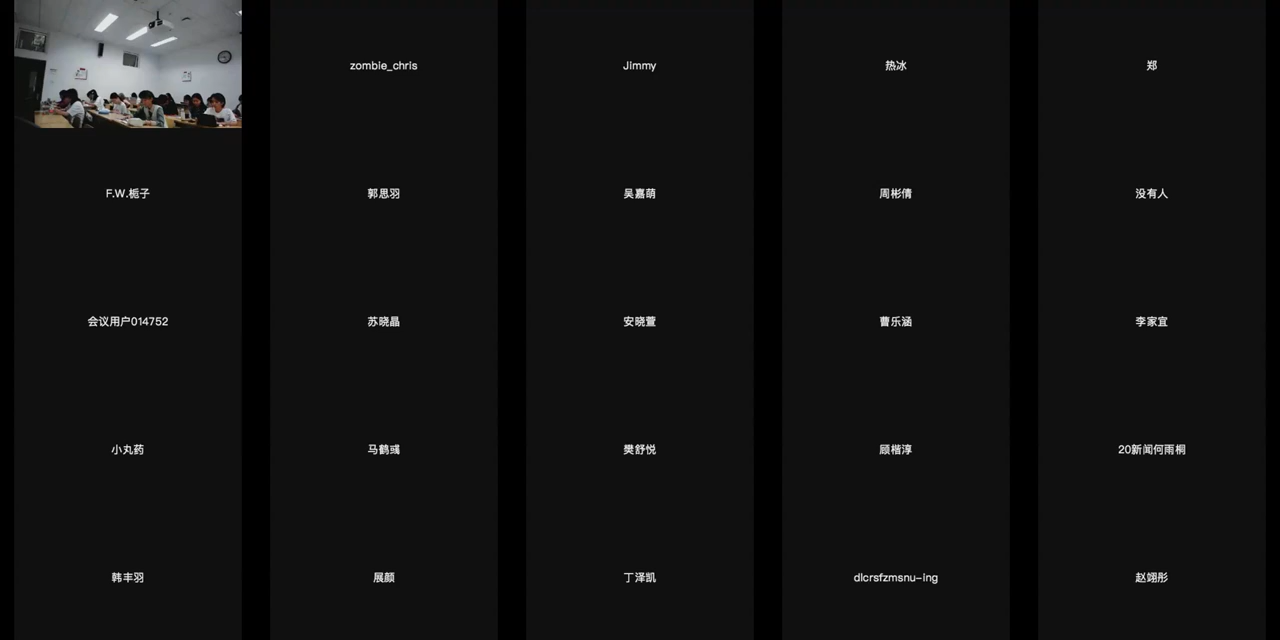 zombie_chris
Jimmy
热冰
郑
F.W.栀子
郭思羽
吴嘉萌
周彬倩
没有人
会议用户014752
苏晓晶
安晓萱
曹乐涵
李家宜
小丸药
马鹤彧
樊舒悦
顾楷淳
20新闻何雨桐
韩丰羽
展颜
丁泽凯
dlcrsfzmsnu-ing
赵翊彤